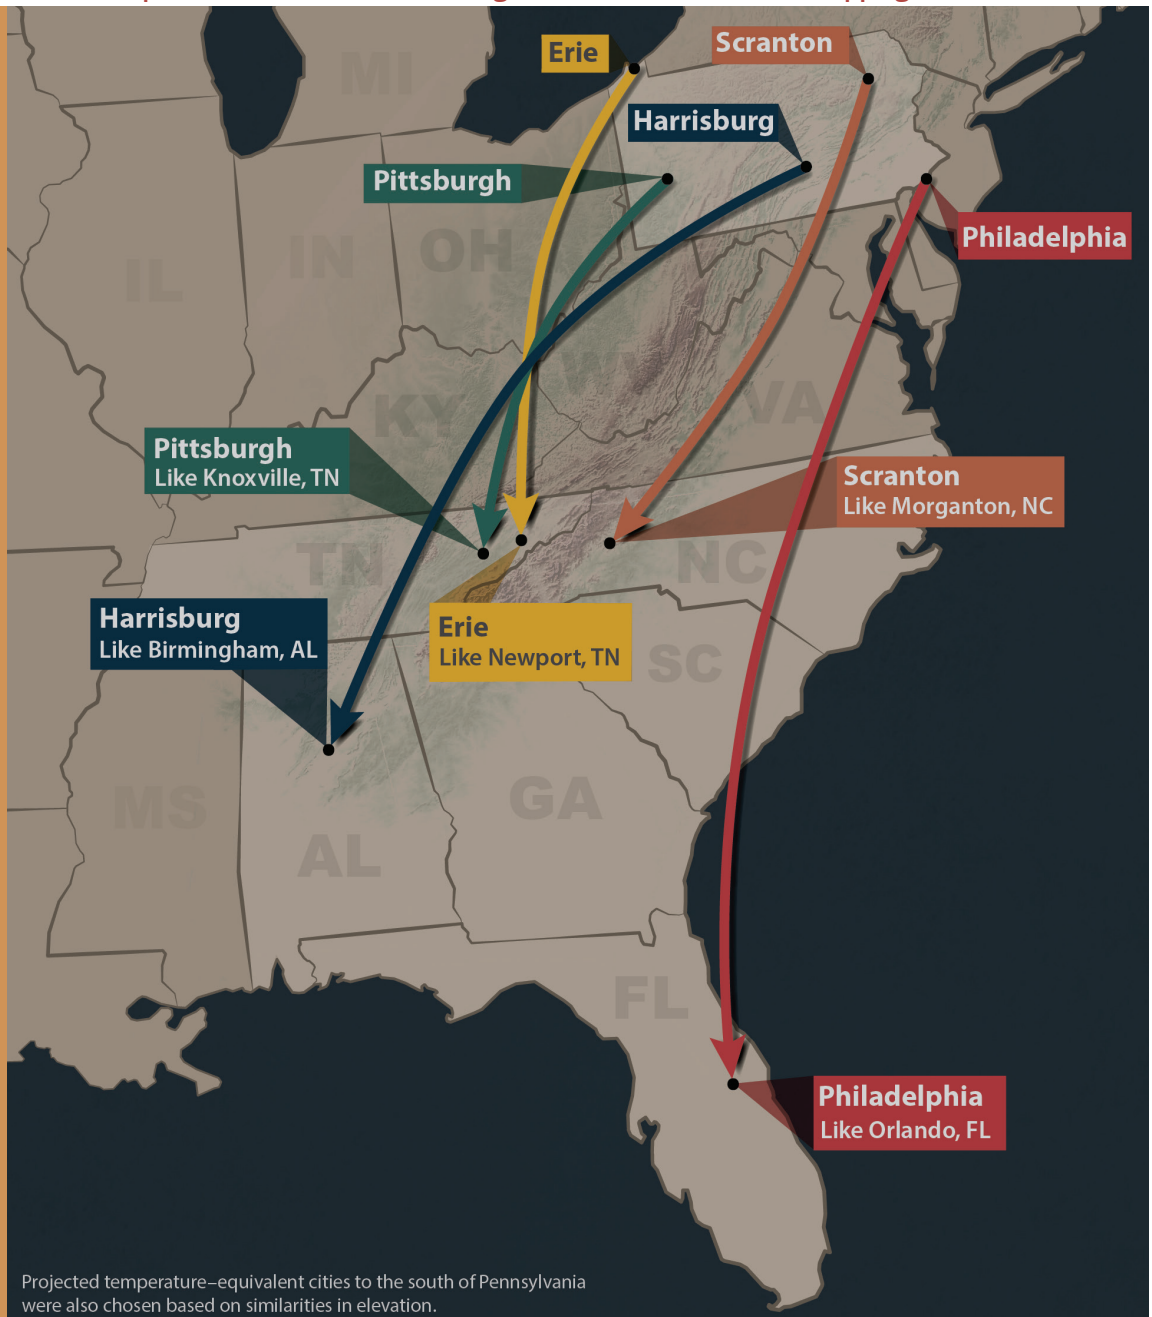 Erie
Scranton
Harrisburg
Pittsburgh
Philadelphia
MI
IL
IN
OH
WV
KY
VA
Pittsburgh
Like Knoxville, TN
Scranton
Like Morganton, NC
TN
NC
Harrisburg
Like Birmingham, AL
Erie
Like Newport, TN
SC
MS
AL
GA
FL
Philadelphia
Like Orlando, FL
Projected temperature–equivalent cities to the south of Pennsylvania
were also chosen based on similarities in elevation.